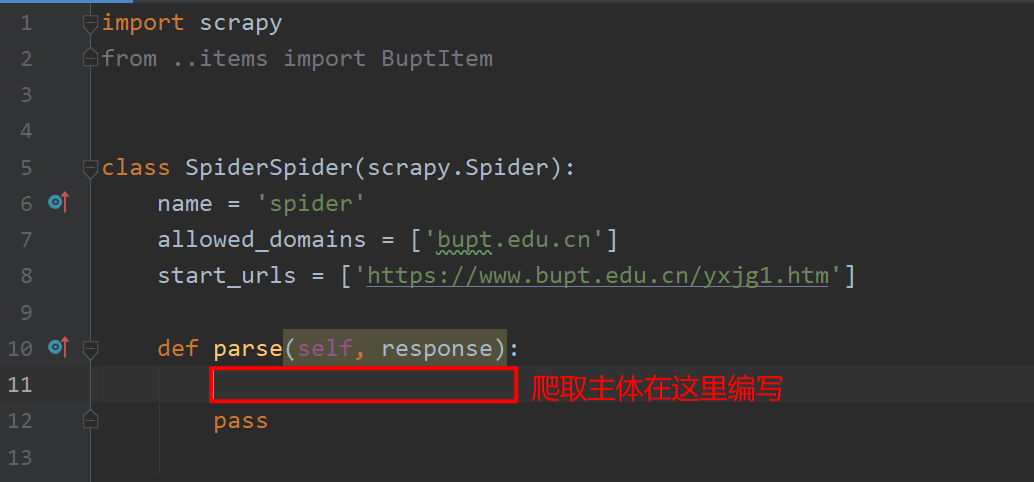 1 import scrapy
2 from ..items import BuptItem
3
4
5 class SpiderSpider(scrapy.Spider):
6 name = 'spider'
7 allowed_domains = ['bupt.edu.cn']
8 start_urls = ['https://www.bupt.edu.cn/yxjg1.htm']
9
10 def parse(self, response):
11 爬取主体在这里编写
12 pass
13